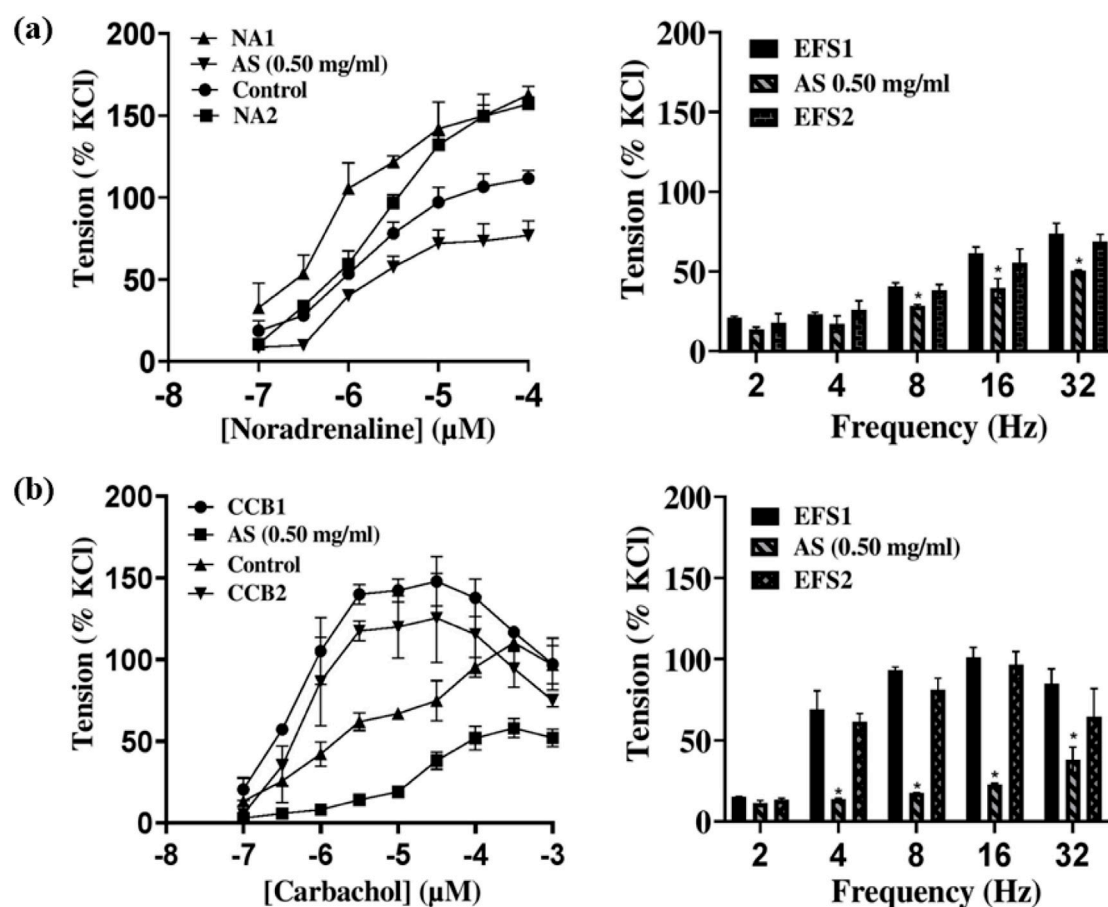 (a)
200
150
100
50
0
Tension (% KCl)
NA1
AS (0.50 mg/ml)
Control
NA2
-8 -7 -6 -5 -4
[Noradrenaline] (µM)
200
150
100
50
0
Tension (% KCl)
EFS1
AS 0.50 mg/ml
EFS2
* * *
2 4 8 16 32
Frequency (Hz)
(b)
200
150
100
50
0
Tension (% KCl)
CCB1
AS (0.50 mg/ml)
Control
CCB2
-8 -7 -6 -5 -4 -3
[Carbachol] (µM)
200
150
100
50
0
Tension (% KCl)
EFS1
AS (0.50 mg/ml)
EFS2
* * * *
2 4 8 16 32
Frequency (Hz)